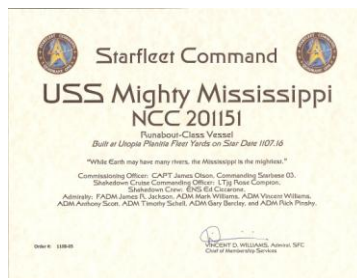 Starfleet Command
USS Mighty Mississippi
NCC 201151
Runabout-Class Vessel
Built at Utopia Planitia Fleet Yards on Star Date 1107.16
"While Earth may have many rivers, the Mississippi is the mightiest."
Commissioning Officer: CAPT James Olson, Commanding Starbase 03.
Shakedown Cruise Commanding Officer: LTjg Rose Compton.
Shakedown Crew: ENS Ed Ciccarone.
Admiralty: FADM James R. Jackson, ADM Mark Williams, ADM Vincent Williams,
ADM Anthony Scott, ADM Timothy Schell, ADM Gary Berdey, and ADM Rich Pinsky.
VINCENT D. WILLIAMS, Admiral, SFC
Chief of Membership Services
Order #: